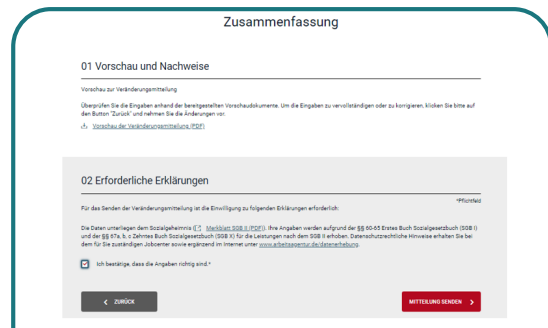 Zusammenfassung
01 Vorschau und Nachweise
Vorschau zur Veränderungsmitteilung
Überprüfen Sie die Eingaben anhand der bereitgestellten Vorschaudokumente. Um die Eingaben zu vervollständigen oder zu korrigieren, klicken Sie bitte auf
den Button "Zurück" und nehmen Sie die Änderungen vor.
Vorschau der Veränderungsmitteilung (PDF)
02 Erforderliche Erklärungen
*Pflichtfeld
Für das Senden der Veränderungsmitteilung ist die Einwilligung zu folgenden Erklärungen erforderlich:
Die Daten unterliegen dem Sozialgeheimnis ( Merkblatt SGB II (PDF)). Ihre Angaben werden aufgrund der §§ 60-65 Erstes Buch Sozialgesetzbuch (SGB I)
und der §§ 67a, b, c Zehntes Buch Sozialgesetzbuch (SGB X) für die Leistungen nach dem SGB II erhoben. Datenschutzrechtliche Hinweise erhalten Sie bei
dem für Sie zuständigen Jobcenter sowie ergänzend im Internet unter www.arbeitsagentur.de/datenerhebung.
Ich bestätige, dass die Angaben richtig sind.*
ZURÜCK
MITTEILUNG SENDEN